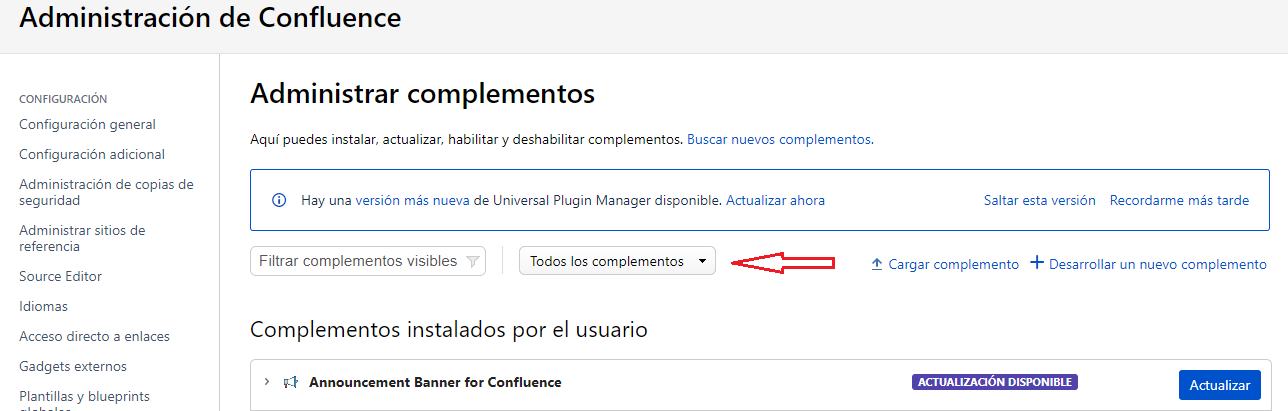 Administración de Confluence
CONFIGURACIÓN
Configuración general
Configuración adicional
Administración de copias de
seguridad
Administrar sitios de
referencia
Source Editor
Idiomas
Acceso directo a enlaces
Gadgets externos
Plantillas y blueprints
globales
Administrar complementos
Aquí puedes instalar, actualizar, habilitar y deshabilitar complementos. Buscar nuevos complementos.
Hay una versión más nueva de Universal Plugin Manager disponible. Actualizar ahora Saltar esta versión Recordarme más tarde
Filtrar complementos visibles Todos los complementos Cargar complemento Desarrollar un nuevo complemento
Complementos instalados por el usuario
Announcement Banner for Confluence ACTUALIZACIÓN DISPONIBLE Actualizar